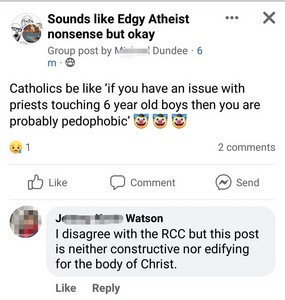 Sounds like Edgy Atheist
nonsense but okay
Group post by Dundee · 6
m ·
Catholics be like ‘if you have an issue with
priests touching 6 year old boys then you are
probably pedophobic’ 🤡 🤡 🤡
😢 1
2 comments
Like
Comment
Send
Watson
I disagree with the RCC but this post
is neither constructive nor edifying
for the body of Christ.
Like
Reply